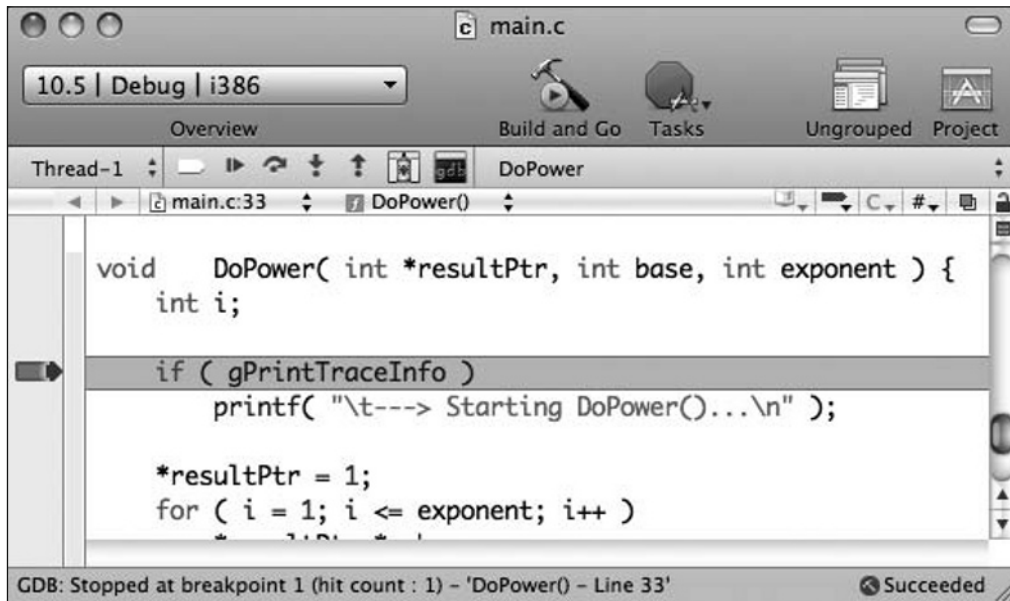 main.c
10.5 | Debug | i386
Overview
Build and Go
Tasks
Ungrouped
Project
Thread-1
gdb
DoPower
main.c:33
DoPower()
C
#
void DoPower( int *resultPtr, int base, int exponent ) {
int i;
if ( gPrintTraceInfo )
printf( "\t---> Starting DoPower()...\n" );
*resultPtr = 1;
for ( i = 1; i <= exponent; i++ )
GDB: Stopped at breakpoint 1 (hit count : 1) – 'DoPower() – Line 33'
Succeeded